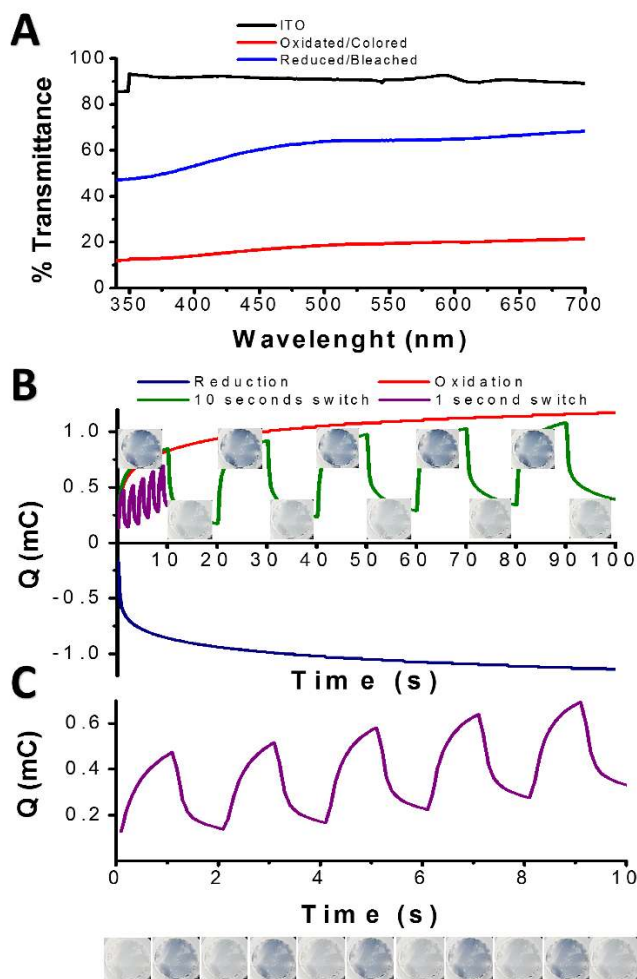 A
ITO
Oxidated/Colored
Reduced/Bleached
100
80
60
40
20
0
% Transmittance
350 400 450 500 550 600 650 700
Wavelenght (nm)
B
Reduction Oxidation
10 seconds switch 1 second switch
1.0
0.5
0
-0.5
-1.0
Q (mC)
10 20 30 40 50 60 70 80 90 100
Time (s)
C
0.6
0.4
0.2
Q (mC)
0 2 4 6 8 10
Time (s)